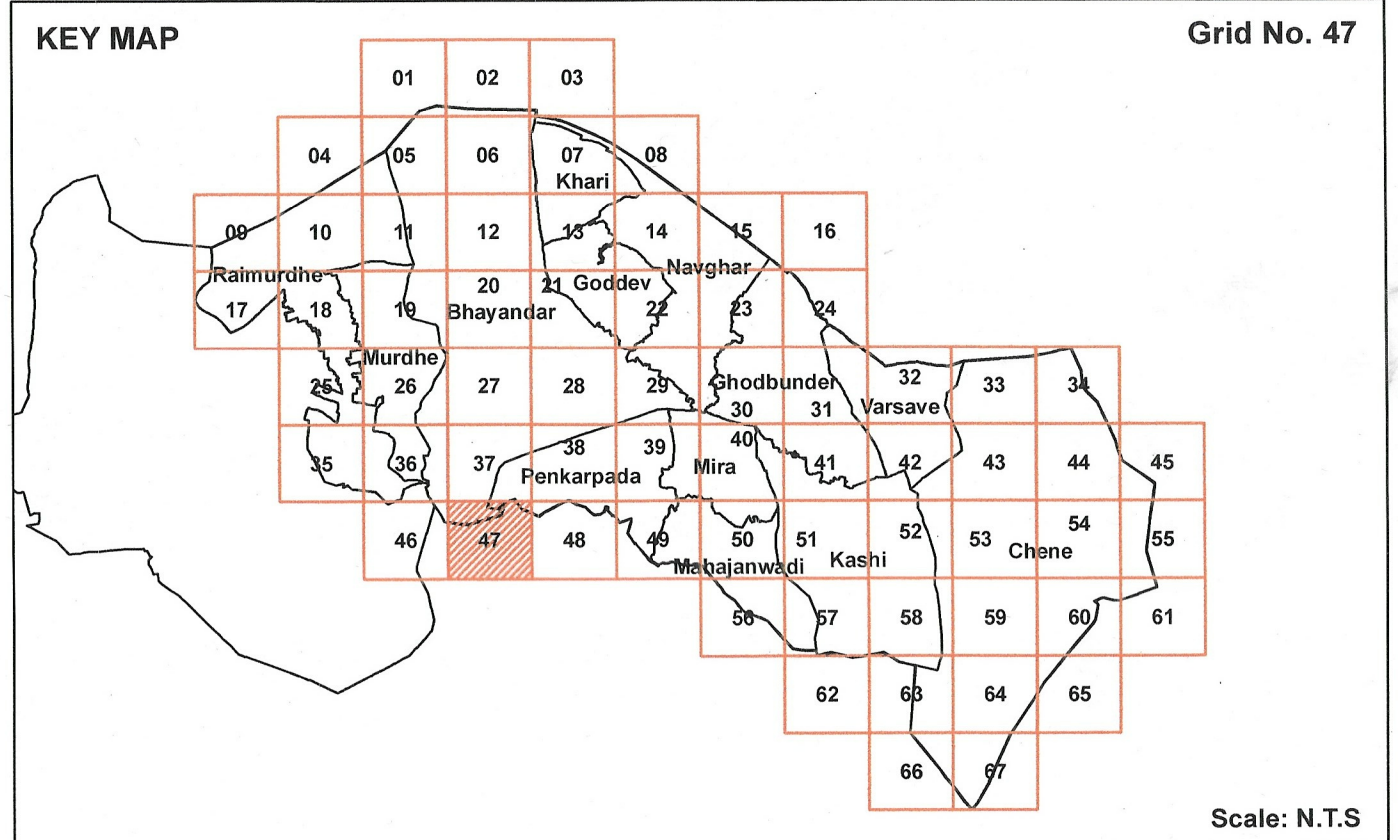 KEY MAP
Grid No. 47
01 02 03
04 05 06 07 08
Khari
09 10 11 12 13 14 15 16
Raimurdhe
Navghar
Goddev
17 18 19 20 21 22 23 24
Bhayandar
Murdhe
25 26 27 28 29 30 31 32 33 34
Ghodbunder
Varsave
35 36 37 38 39 40 41 42 43 44 45
Penkarpada
Mira
46 47 48 49 50 51 52 53 54 55
Mahajanwadi
Kashi
Chene
56 57 58 59 60 61
62 63 64 65
66 67
Scale: N.T.S